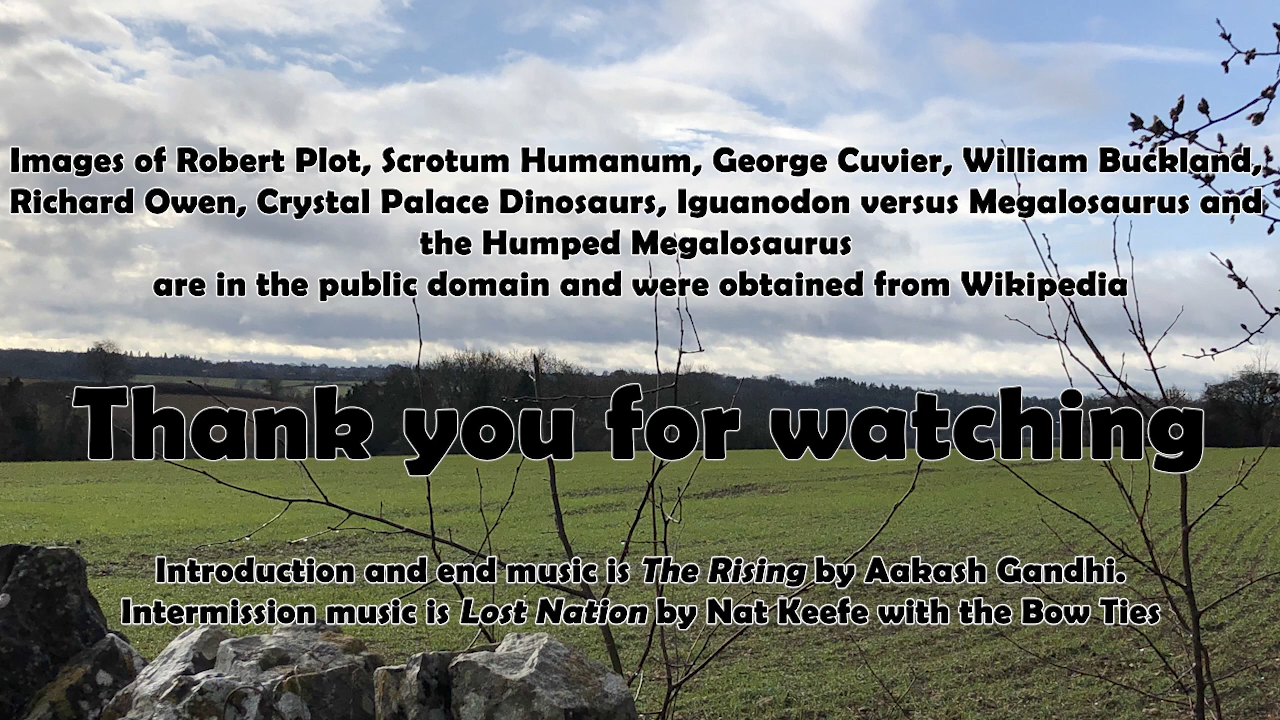 Images of Robert Plot, Scrotum Humanum, George Cuvier, William Buckland,
Richard Owen, Crystal Palace Dinosaurs, Iguanodon versus Megalosaurus and
the Humped Megalosaurus
are in the public domain and were obtained from Wikipedia
Thank you for watching
Introduction and end music is The Rising by Aakash Gandhi.
Intermission music is Lost Nation by Nat Keefe with the Bow Ties